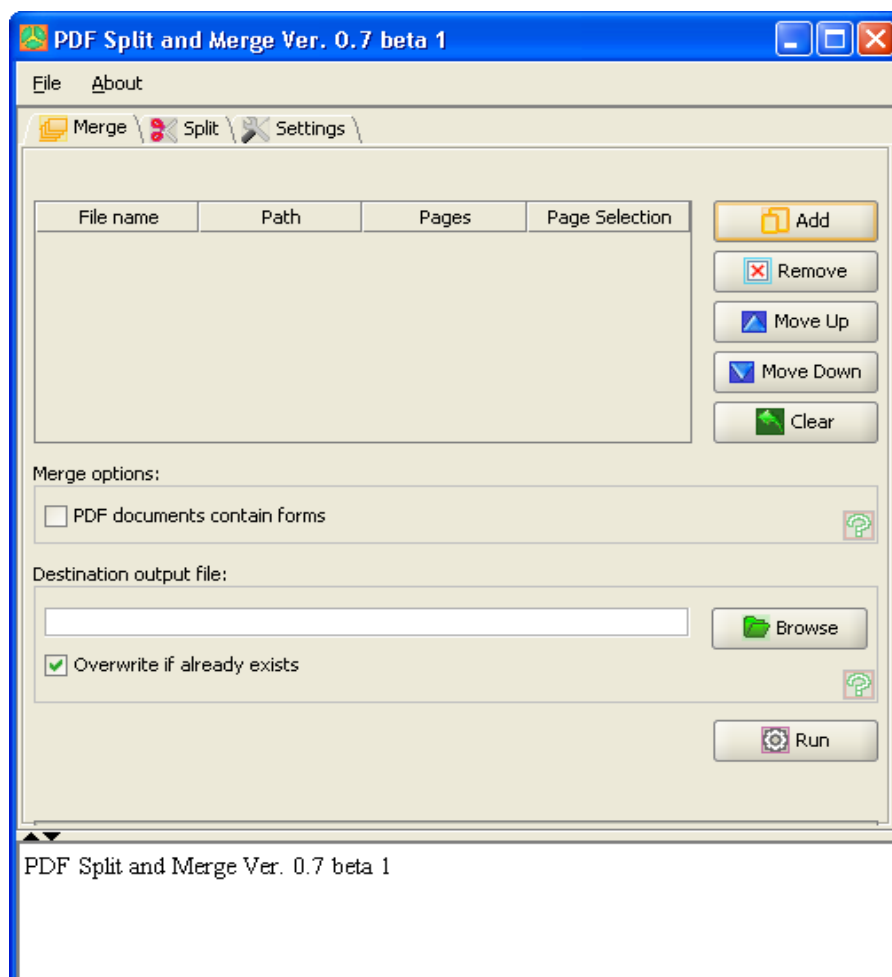 PDF Split and Merge Ver. 0.7 beta 1
File About
Merge Split Settings
File name Path Pages Page Selection
Add
Remove
Move Up
Move Down
Clear
Merge options:
PDF documents contain forms
Destination output file:
Browse
Overwrite if already exists
Run
PDF Split and Merge Ver. 0.7 beta 1